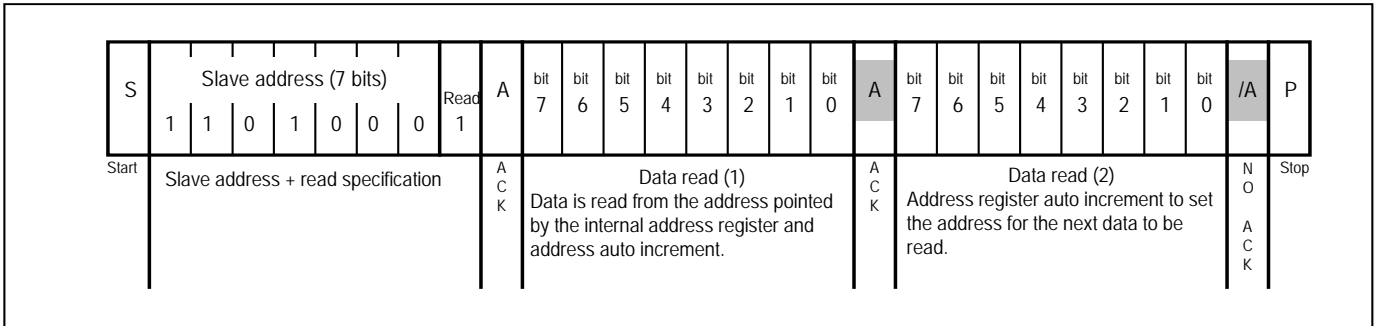 S Slave address (7 bits) Read A bit bit bit bit bit bit bit bit A bit bit bit bit bit bit bit bit /A P
1 1 0 1 0 0 0 1 7 6 5 4 3 2 1 0 7 6 5 4 3 2 1 0
Start Slave address + read specification
A C K
Data read (1)
Data is read from the address pointed
by the internal address register and
address auto increment.
A C K
Data read (2)
Address register auto increment to set
the address for the next data to be
read.
N O A C K
Stop